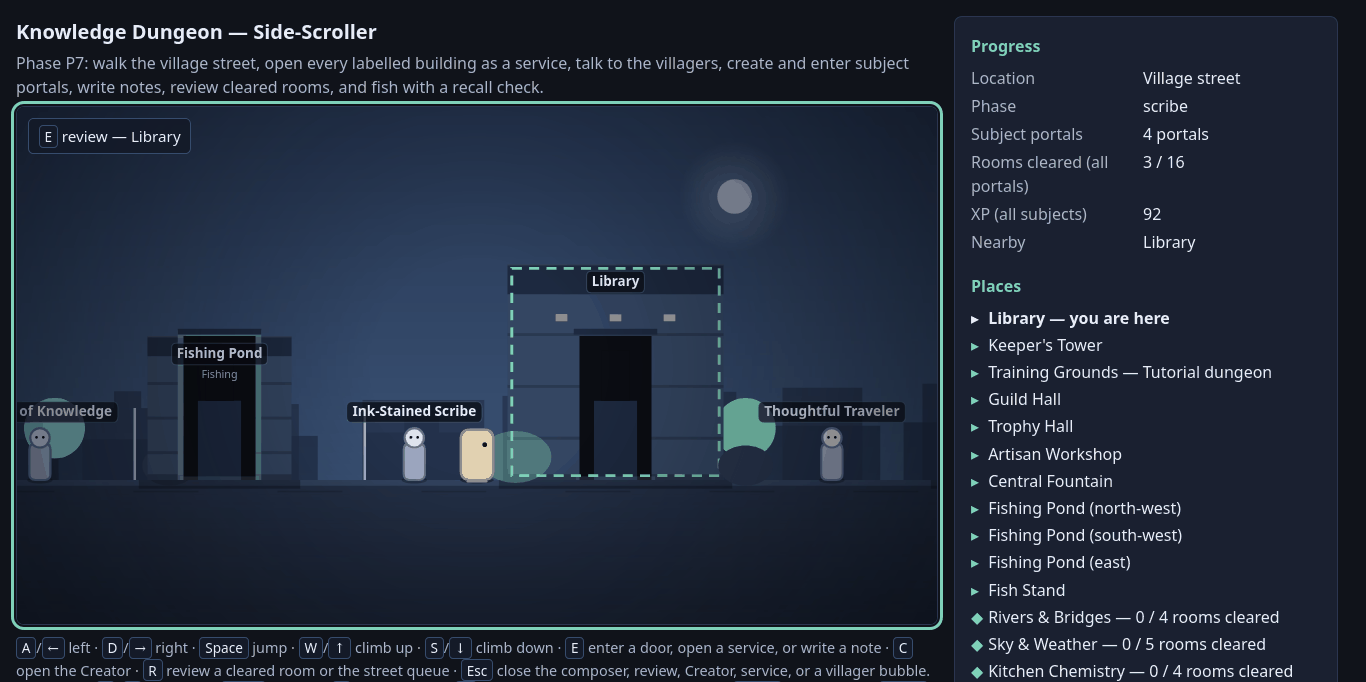 Knowledge Dungeon — Side-Scroller
Phase P7: walk the village street, open every labelled building as a service, talk to the villagers, create and enter subject
portals, write notes, review cleared rooms, and fish with a recall check.
E review — Library
Library
Fishing Pond
Fishing
of Knowledge
Ink-Stained Scribe
Thoughtful Traveler
A/← left · D/→ right · Space jump · W/↑ climb up · S/↓ climb down · E enter a door, open a service, or write a note · C
open the Creator · R review a cleared room or the street queue · Esc close the composer, review, Creator, service, or a villager bubble.
Progress
Location Village street
Phase scribe
Subject portals 4 portals
Rooms cleared (all portals) 3 / 16
XP (all subjects) 92
Nearby Library
Places
▸ Library — you are here
▸ Keeper's Tower
▸ Training Grounds — Tutorial dungeon
▸ Guild Hall
▸ Trophy Hall
▸ Artisan Workshop
▸ Central Fountain
▸ Fishing Pond (north-west)
▸ Fishing Pond (south-west)
▸ Fishing Pond (east)
▸ Fish Stand
◆ Rivers & Bridges — 0 / 4 rooms cleared
◆ Sky & Weather — 0 / 5 rooms cleared
◆ Kitchen Chemistry — 0 / 4 rooms cleared